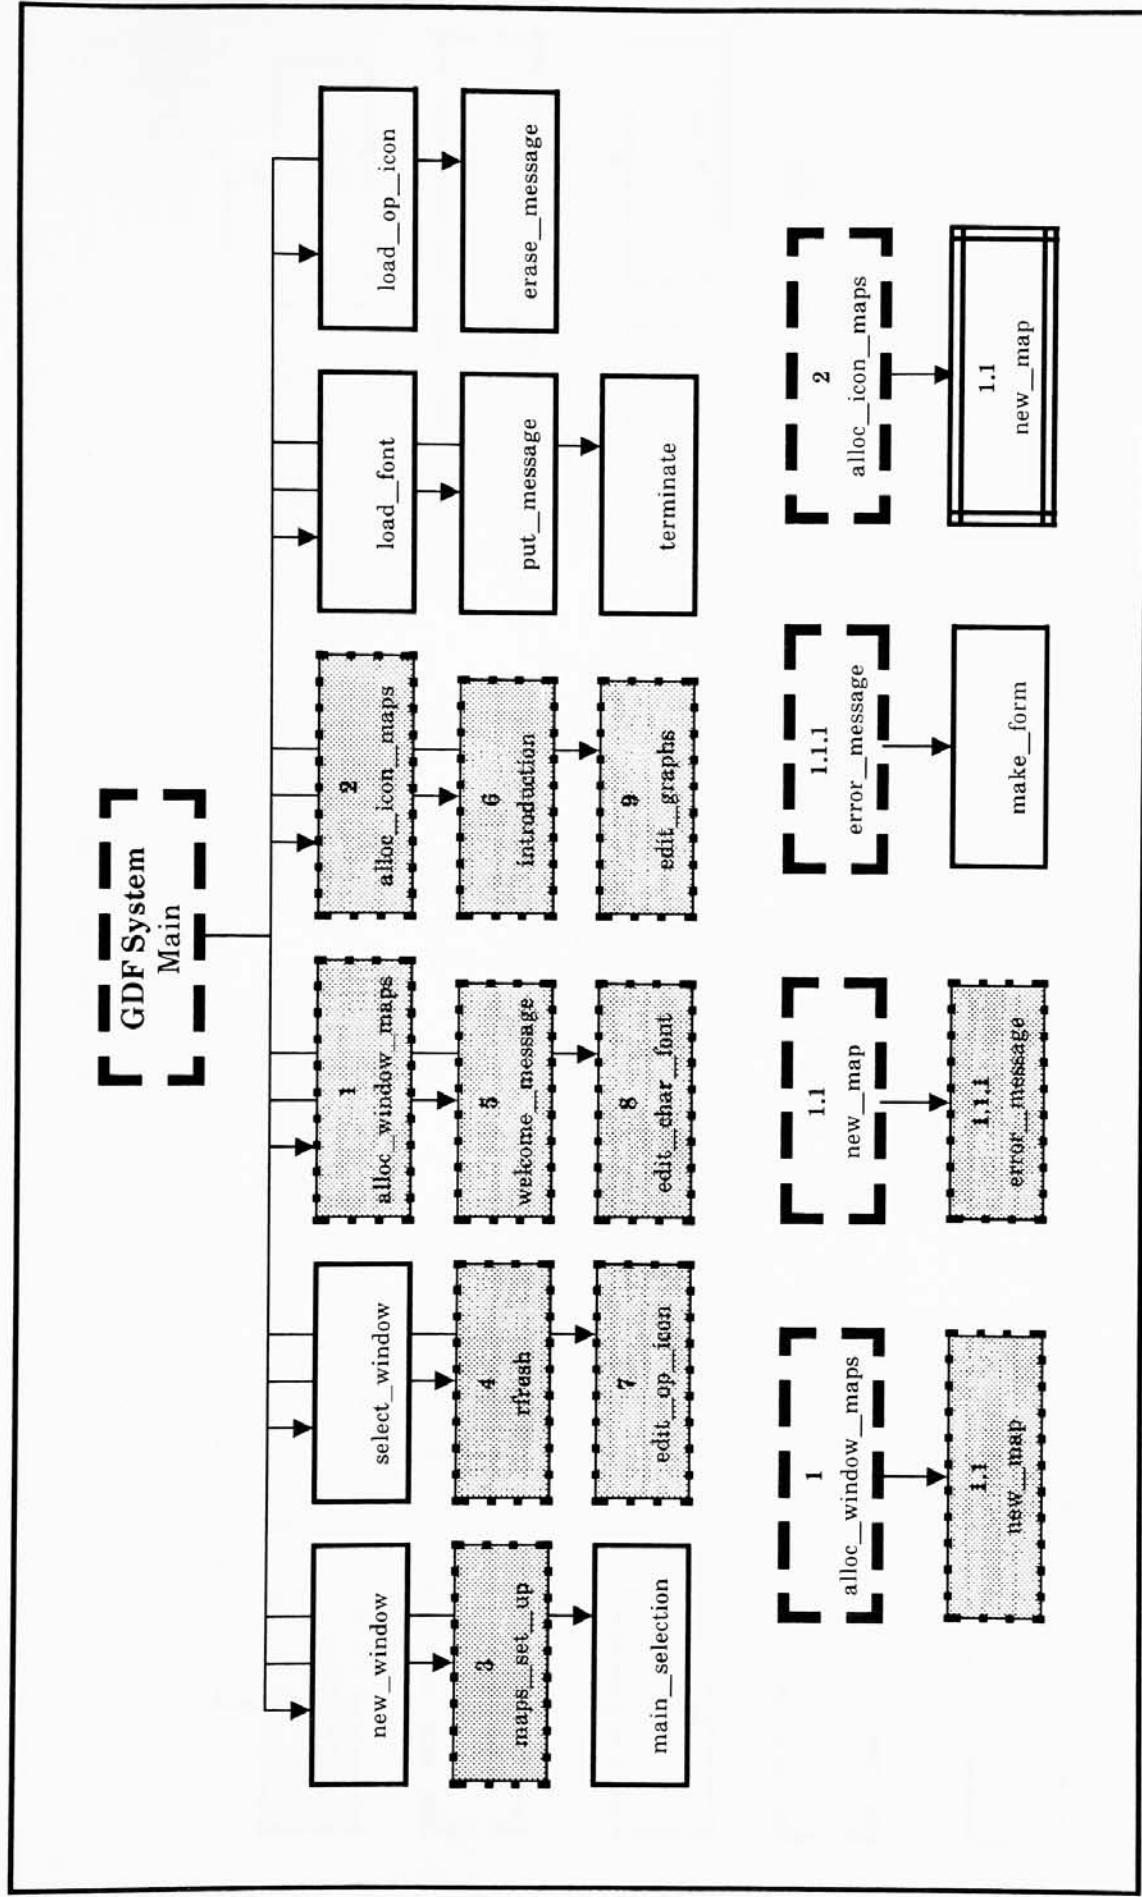 GDF System
Main
new__window
select__window
1
alloc__window__maps
2
alloc__icon__maps
load__font
load__op__icon
3
maps__set__up
4
rfresh
5
welcome__message
6
introduction
put__message
erase__message
main__selection
7
edit__op__icon
8
edit__char__font
9
edit__graphs
terminate
1
alloc__window__maps
1.1
new__map
1.1.1
error__message
2
alloc__icon__maps
1.1
new__map
1.1.1
error__message
make__form
1.1
new__map